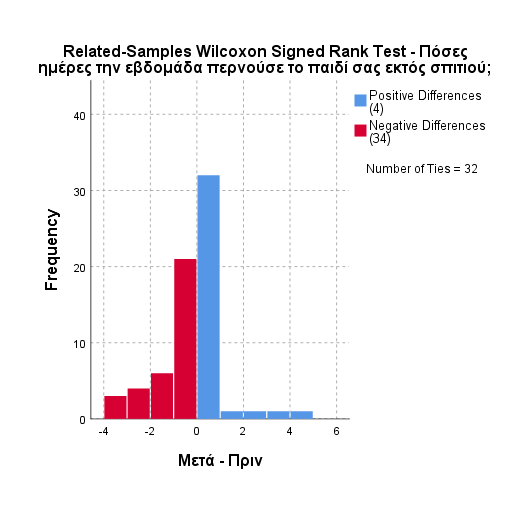 Related-Samples Wilcoxon Signed Rank Test - Πόσες
ημέρες την εβδομάδα περνούσε το παιδί σας εκτός σπιτιού;
Positive Differences
(4)
Negative Differences
(34)
Number of Ties = 32
Frequency
40
30
20
10
0
-4
-2
0
2
4
6
Μετά - Πριν